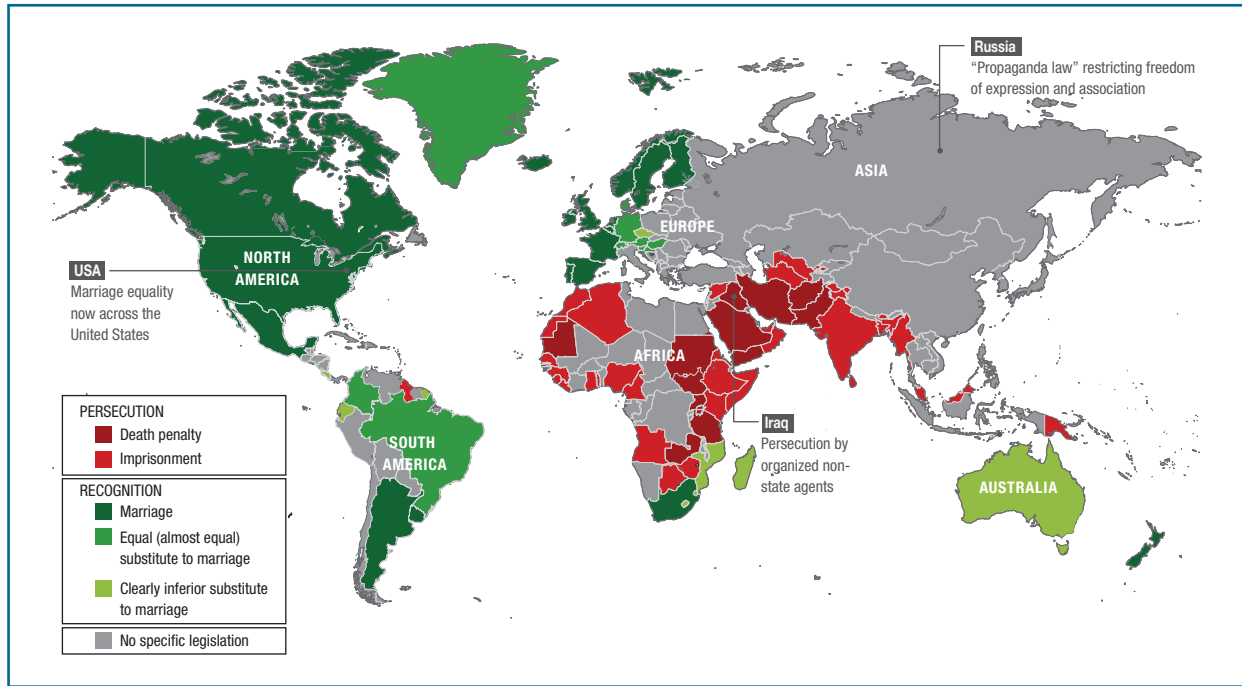 Russia
“Propaganda law” restricting freedom
of expression and association
ASIA
EUROPE
NORTH
AMERICA
USA
Marriage equality
now across the
United States
AFRICA
SOUTH
AMERICA
Iraq
Persecution by
organized non-
state agents
AUSTRALIA
PERSECUTION
Death penalty
Imprisonment
RECOGNITION
Marriage
Equal (almost equal)
substitute to marriage
Clearly inferior substitute
to marriage
No specific legislation